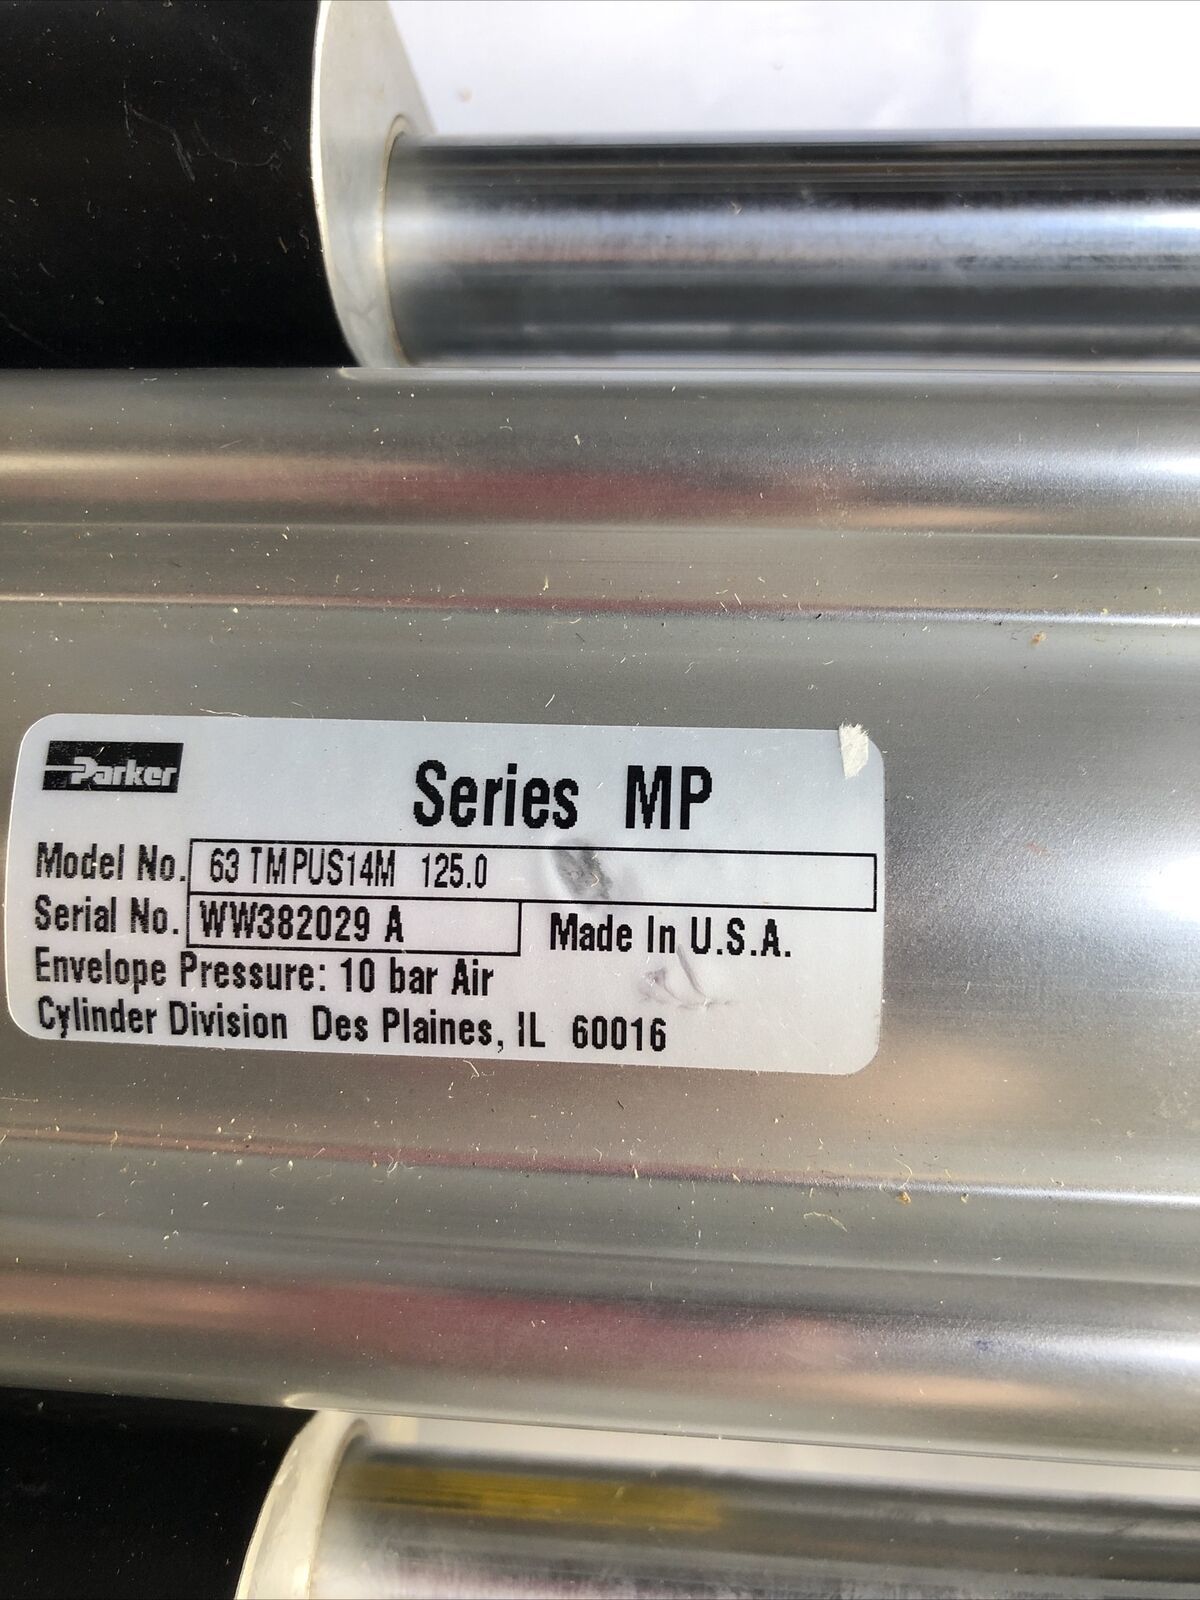 Parker
Series MP
Model No. 63 TMPUS14M 125.0
Serial No. WW382029 A Made In U.S.A.
Envelope Pressure: 10 bar Air
Cylinder Division Des Plaines, IL 60016